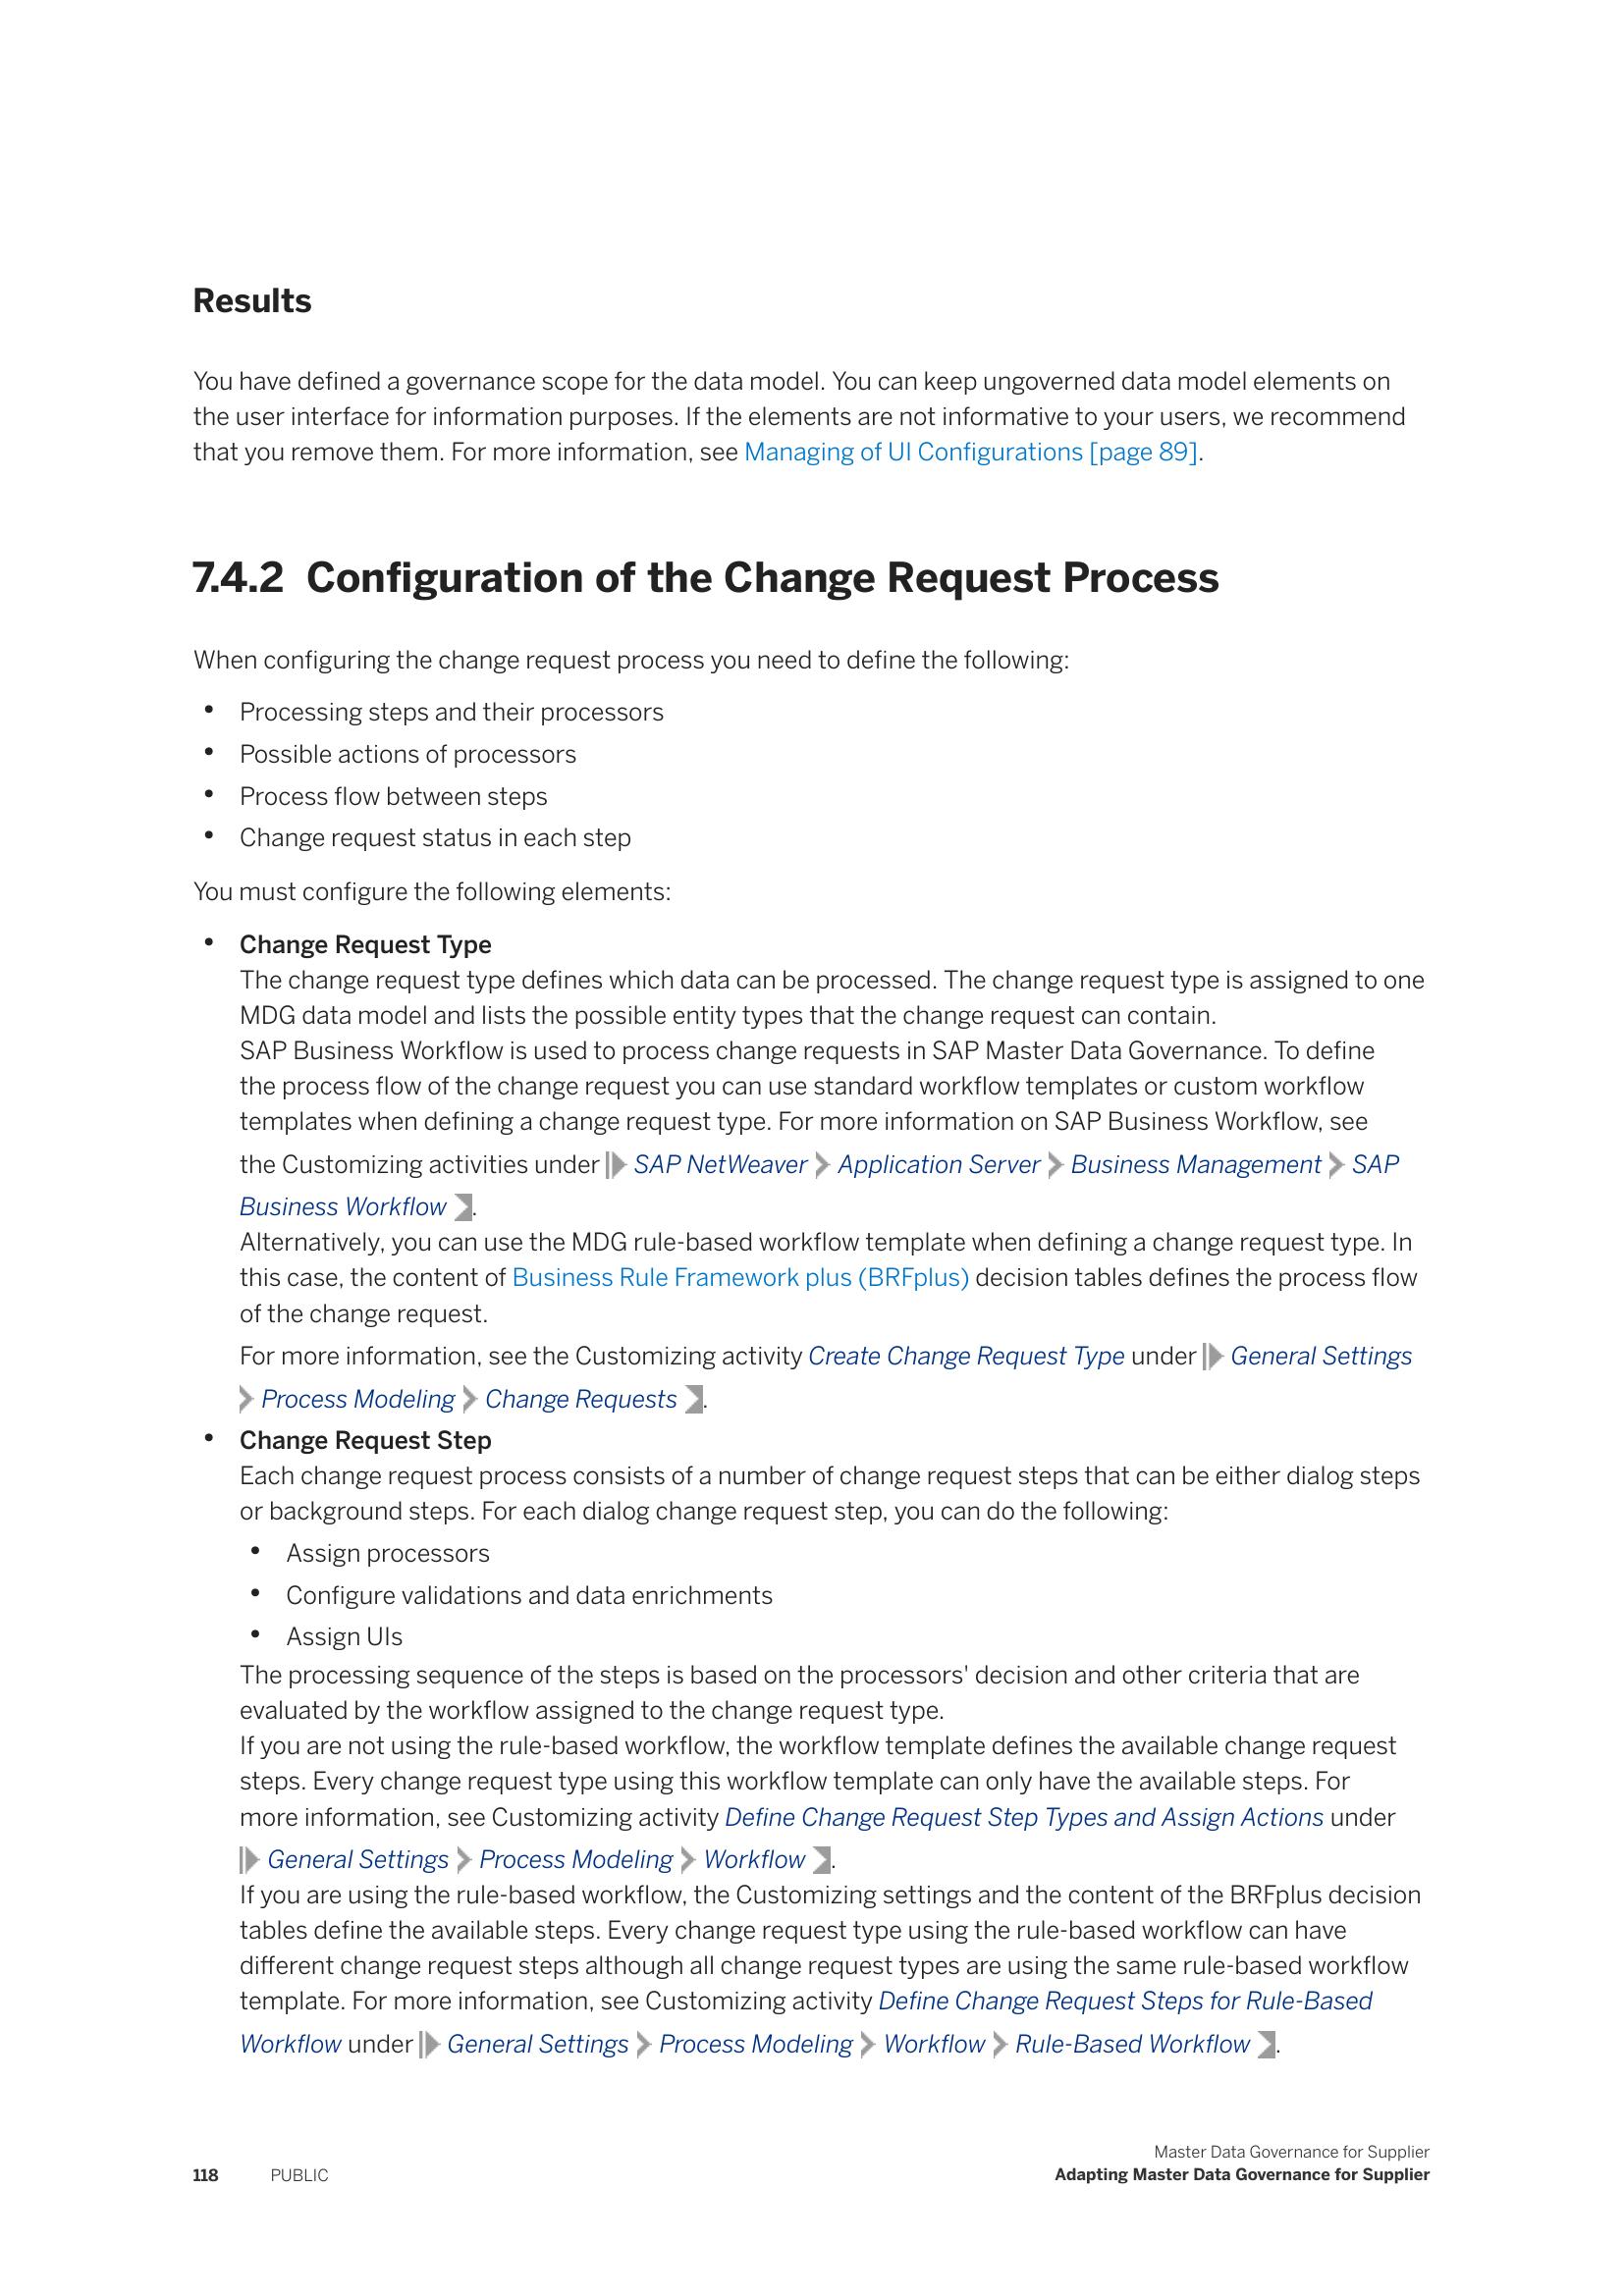 Results
You have defined a governance scope for the data model. You can keep ungoverned data model elements on
the user interface for information purposes. If the elements are not informative to your users, we recommend
that you remove them. For more information, see Managing of UI Configurations [page 89].
7.4.2 Configuration of the Change Request Process
When configuring the change request process you need to define the following:
• Processing steps and their processors
• Possible actions of processors
• Process flow between steps
• Change request status in each step
You must configure the following elements:
• Change Request Type
The change request type defines which data can be processed. The change request type is assigned to one
MDG data model and lists the possible entity types that the change request can contain.
SAP Business Workflow is used to process change requests in SAP Master Data Governance. To define
the process flow of the change request you can use standard workflow templates or custom workflow
templates when defining a change request type. For more information on SAP Business Workflow, see
the Customizing activities under SAP NetWeaver Application Server Business Management SAP
Business Workflow .
Alternatively, you can use the MDG rule-based workflow template when defining a change request type. In
this case, the content of Business Rule Framework plus (BRFplus) decision tables defines the process flow
of the change request.
For more information, see the Customizing activity Create Change Request Type under General Settings
Process Modeling Change Requests .
• Change Request Step
Each change request process consists of a number of change request steps that can be either dialog steps
or background steps. For each dialog change request step, you can do the following:
• Assign processors
• Configure validations and data enrichments
• Assign UIs
The processing sequence of the steps is based on the processors' decision and other criteria that are
evaluated by the workflow assigned to the change request type.
If you are not using the rule-based workflow, the workflow template defines the available change request
steps. Every change request type using this workflow template can only have the available steps. For
more information, see Customizing activity Define Change Request Step Types and Assign Actions under
General Settings Process Modeling Workflow .
If you are using the rule-based workflow, the Customizing settings and the content of the BRFplus decision
tables define the available steps. Every change request type using the rule-based workflow can have
different change request steps although all change request types are using the same rule-based workflow
template. For more information, see Customizing activity Define Change Request Steps for Rule-Based
Workflow under General Settings Process Modeling Workflow Rule-Based Workflow .
Master Data Governance for Supplier
118 PUBLIC Adapting Master Data Governance for Supplier